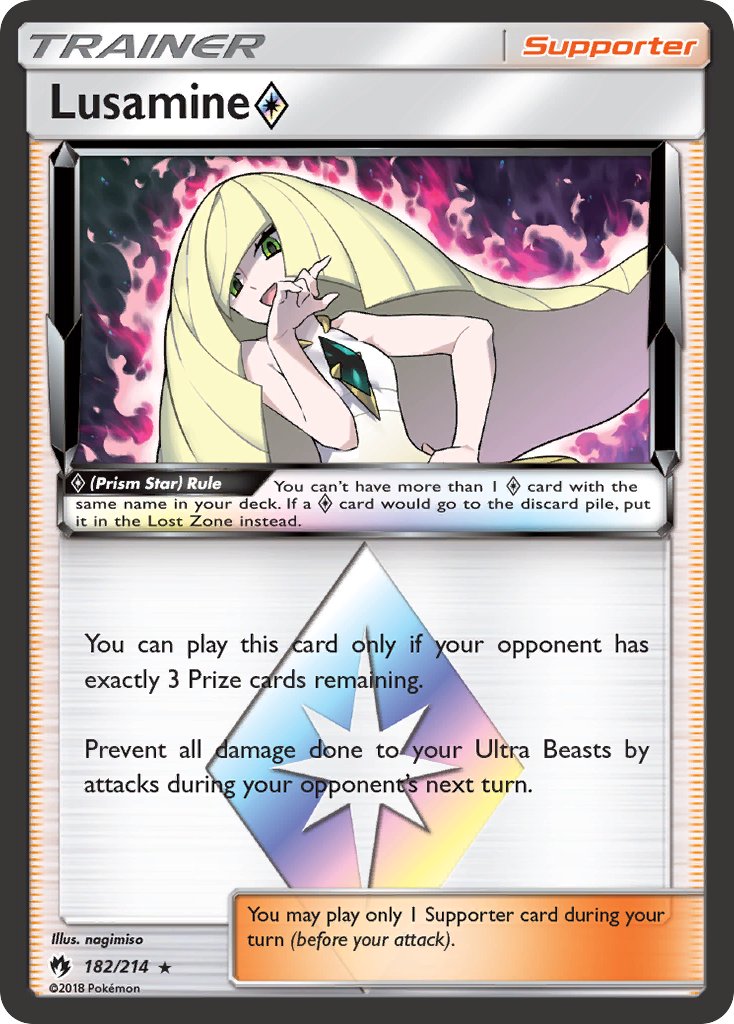 TRAINER
Supporter
Lusamine
(Prism Star) Rule
You can't have more than 1 card with the
same name in your deck. If a card would go to the discard pile, put
it in the Lost Zone instead.
You can play this card only if your opponent has
exactly 3 Prize cards remaining.
Prevent all damage done to your Ultra Beasts by
attacks during your opponent's next turn.
You may play only 1 Supporter card during your
turn (before your attack).
Illus. nagimiso
182/214 ★
©2018 Pokémon